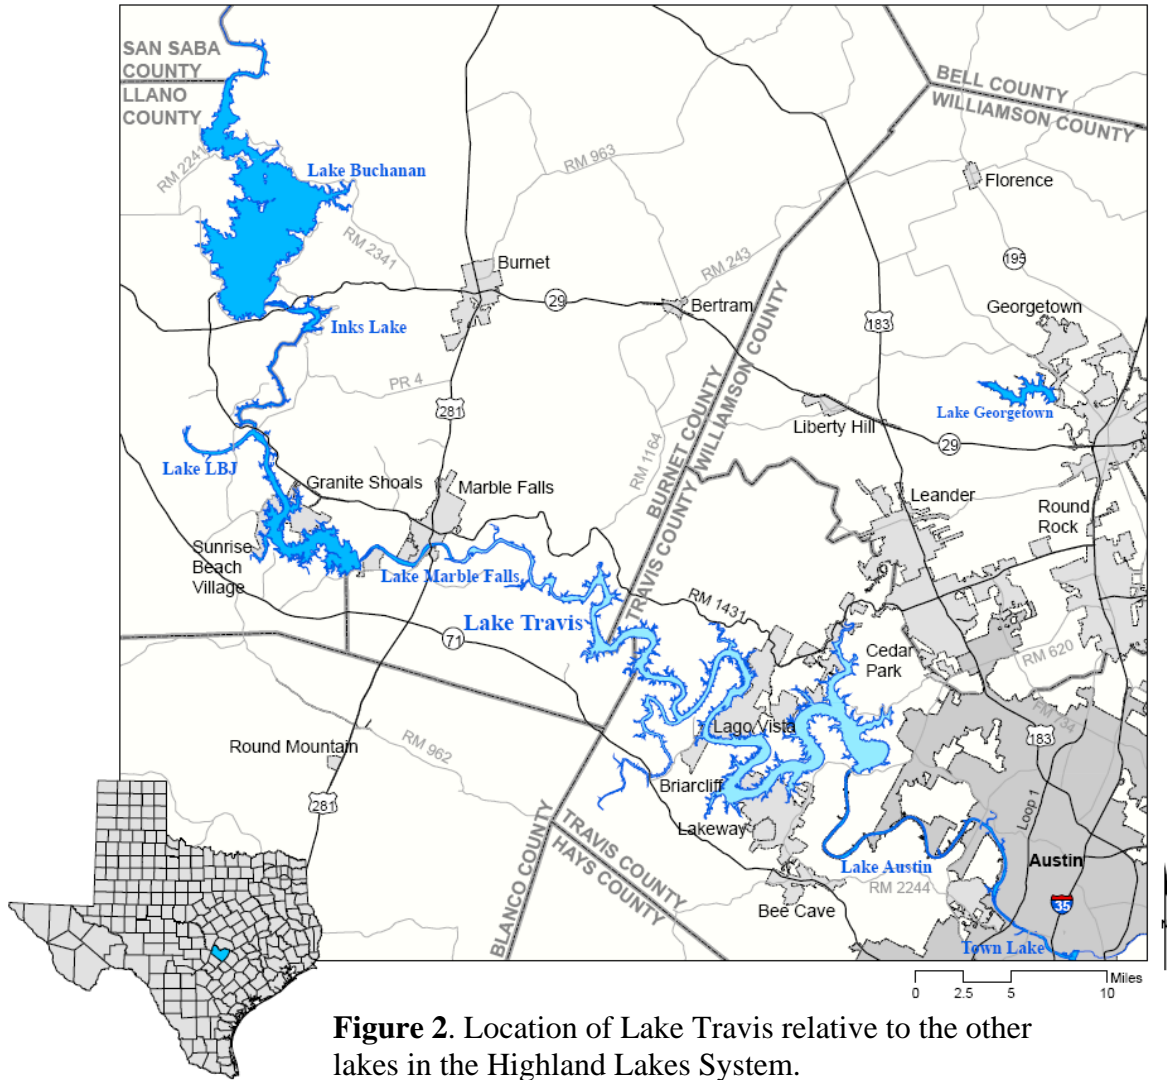 SAN SABA
COUNTY
LLANO
COUNTY
BELL COUNTY
WILLIAMSON COUNTY
RM 2241
Lake Buchanan
RM 963
Florence
RM 2341
Burnet
RM 243
195
29
Bertram
Georgetown
Inks Lake
183
PR 4
281
BURNET COUNTY
WILLIAMSON COUNTY
Lake Georgetown
Liberty Hill
29
Lake LBJ
RM 1164
Granite Shoals
Marble Falls
Leander
Round
Rock
Sunrise
Beach
Village
Lake Marble Falls
TRAVIS COUNTY
RM 1431
Lake Travis
71
Cedar
Park
RM 620
Lago Vista
FM 734
183
Round Mountain
RM 962
Briarcliff
281
Lakeway
Loop 1
BLANCO COUNTY
TRAVIS COUNTY
HAYS COUNTY
Lake Austin
Austin
RM 2244
35
Bee Cave
Town Lake
Miles
0 2.5 5 10
Figure 2. Location of Lake Travis relative to the other
lakes in the Highland Lakes System.